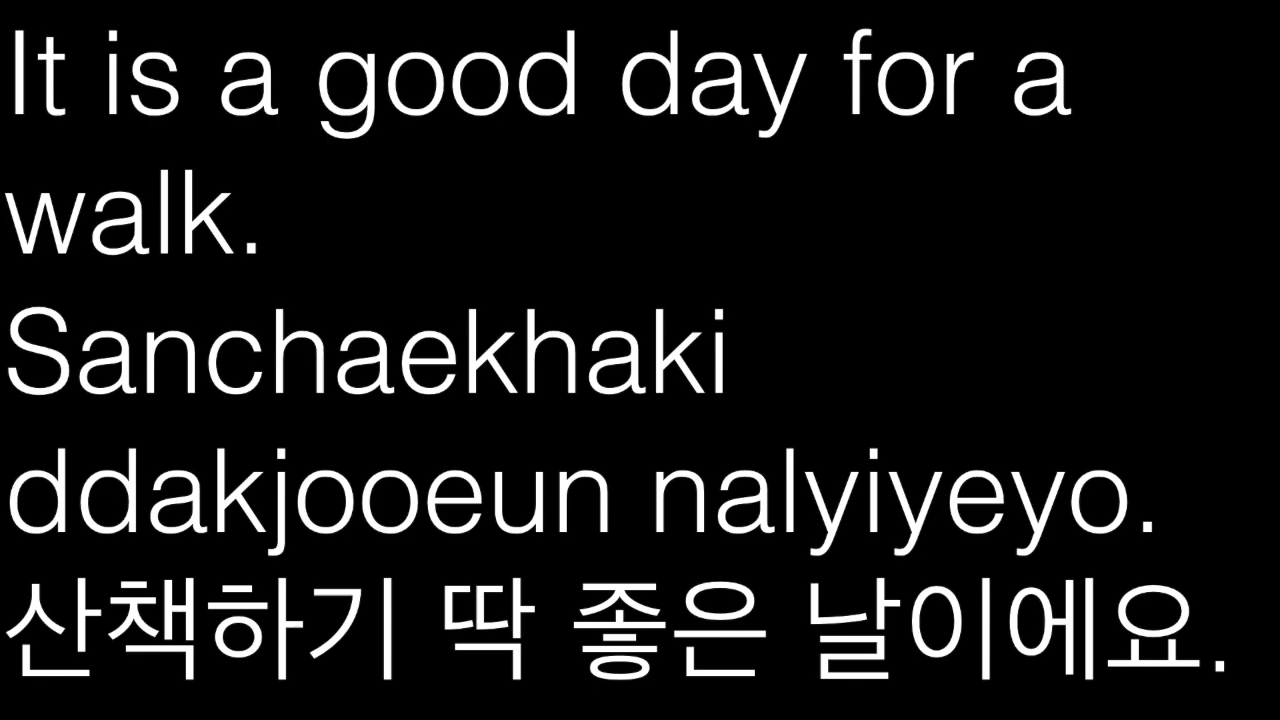 It is a good day for a
walk.
Sanchaekhaki
ddakjooeun nalyiyeyo.
산책하기 딱 좋은 날이에요.